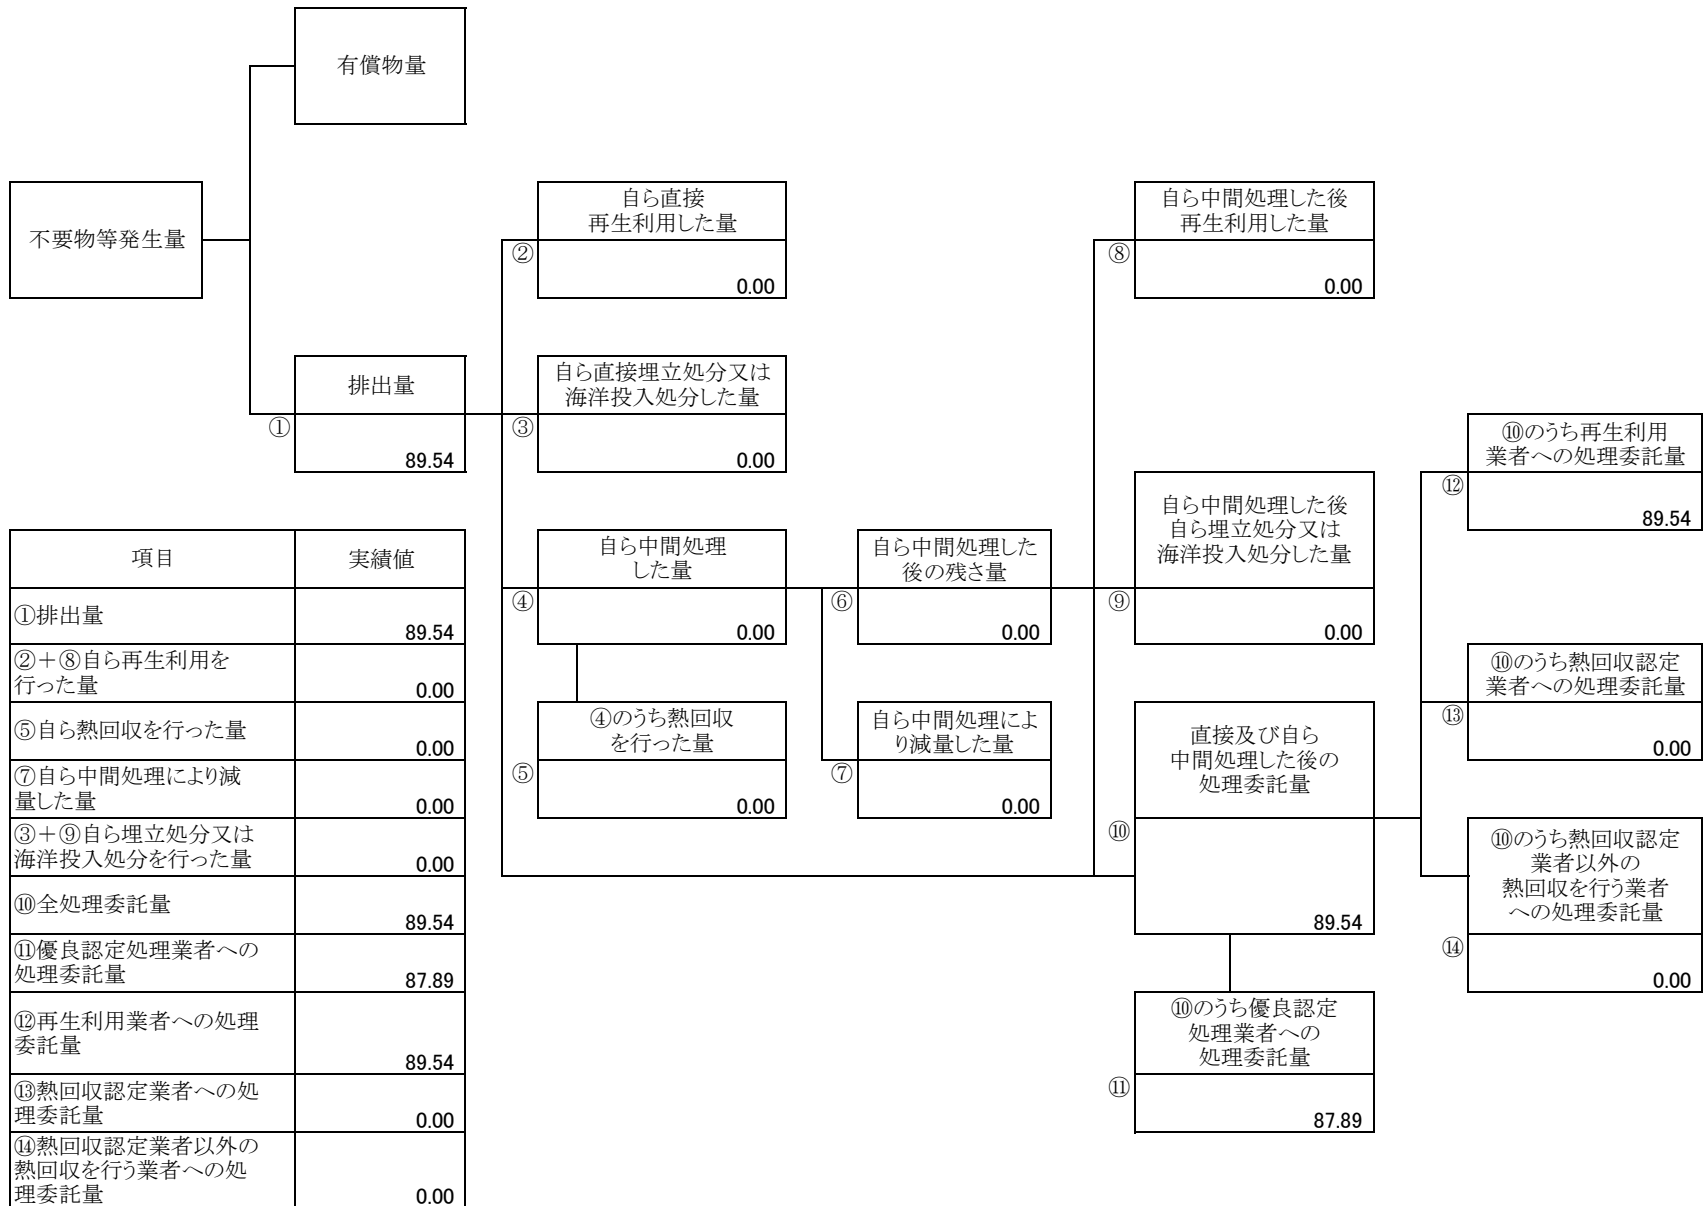 有償物量
不要物等発生量
排出量
①
89.54
自ら直接
再生利用した量
②
0.00
自ら直接埋立処分又は
海洋投入処分した量
③
0.00
自ら中間処理
した量
④
0.00
④のうち熱回収
を行った量
⑤
0.00
自ら中間処理した
後の残さ量
⑥
0.00
自ら中間処理によ
り減量した量
⑦
0.00
自ら中間処理した後
再生利用した量
⑧
0.00
自ら中間処理した後
自ら埋立処分又は
海洋投入処分した量
⑨
0.00
直接及び自ら
中間処理した後の
処理委託量
⑩
89.54
⑩のうち優良認定
処理業者への
処理委託量
⑪
87.89
⑩のうち再生利用
業者への処理委託量
⑫
89.54
⑩のうち熱回収認定
業者への処理委託量
⑬
0.00
⑩のうち熱回収認定
業者以外の
熱回収を行う業者
への処理委託量
⑭
0.00
項目 実績値
①排出量
89.54
②+⑧自ら再生利用を
行った量
0.00
⑤自ら熱回収を行った量
0.00
⑦自ら中間処理により減
量した量
0.00
③+⑨自ら埋立処分又は
海洋投入処分を行った量
0.00
⑩全処理委託量
89.54
⑪優良認定処理業者への
処理委託量
87.89
⑫再生利用業者への処理
委託量
89.54
⑬熱回収認定業者への処
理委託量
0.00
⑭熱回収認定業者以外の
熱回収を行う業者への処
理委託量
0.00